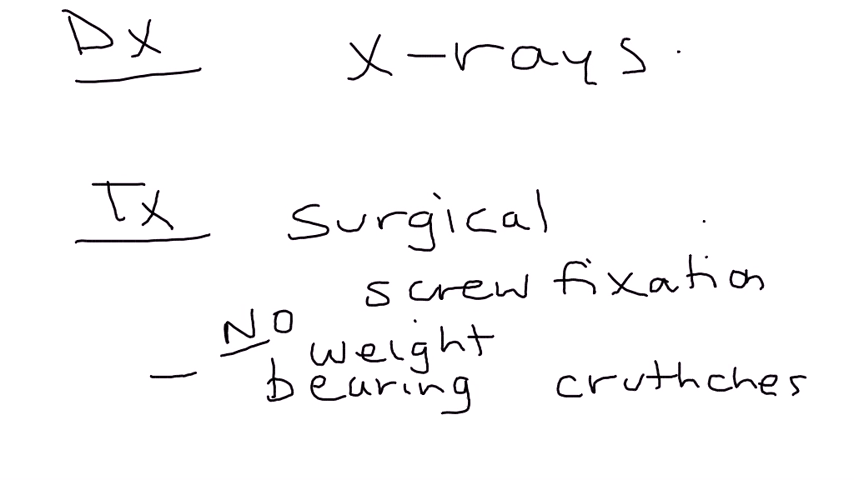 Dx x-rays.
Tx surgical
screw fixation
- NO weight
bearing cruthches